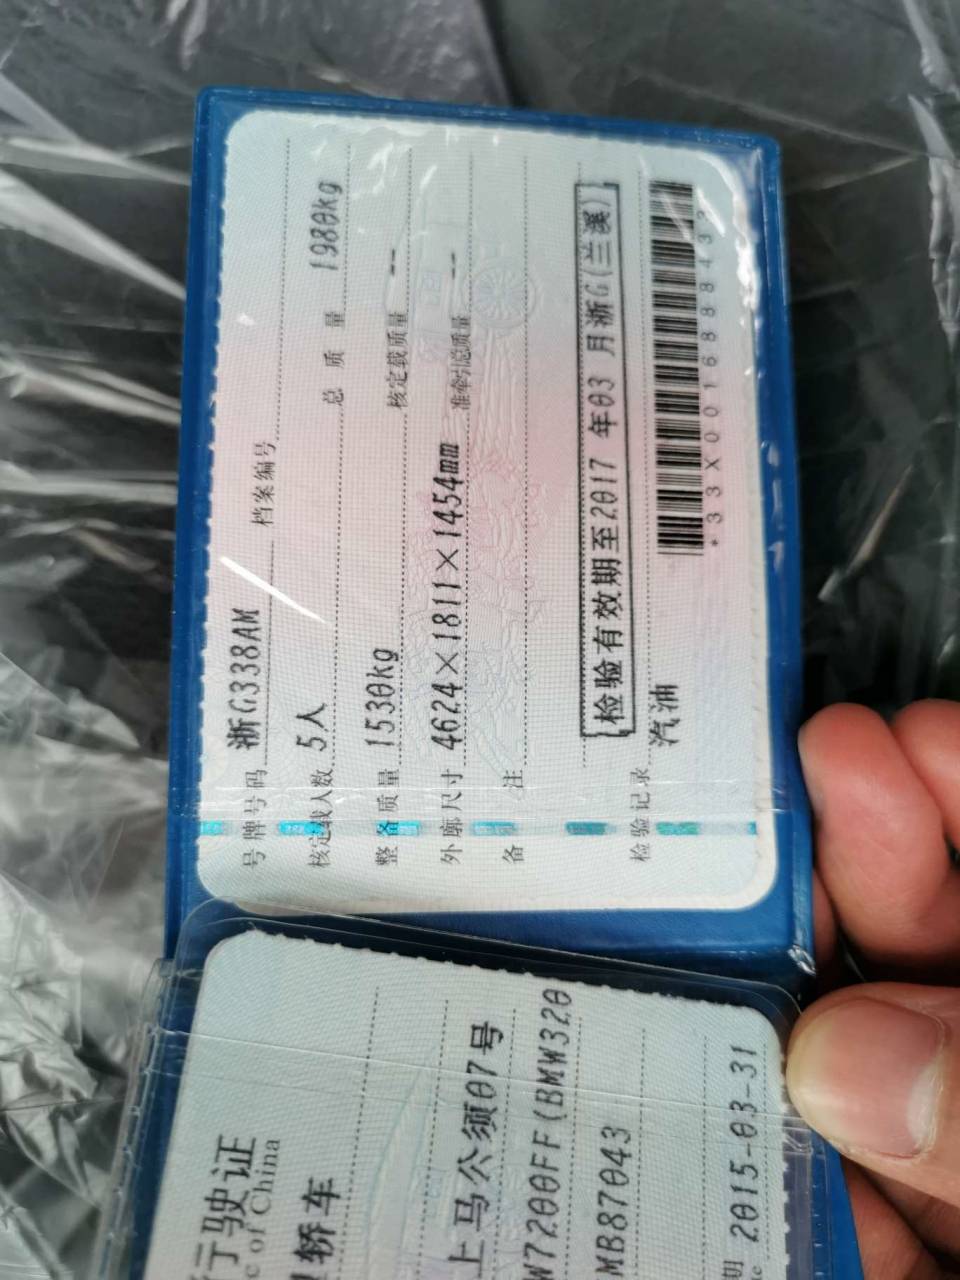 号牌号码 浙G338AM 档案编号
核定载人数 5人 总质量 1980kg
整备质量 1530kg 核定载质量 --
外廓尺寸 4624×1811×1454mm 准牵引总质量 --
备注
检验有效期至2017年03月浙G(兰溪)
检验记录
汽油
*33X00168884
行驶证
c of China
轿车
上马公须07号
W7200FF(BMW320
MB87043
2015-03-31